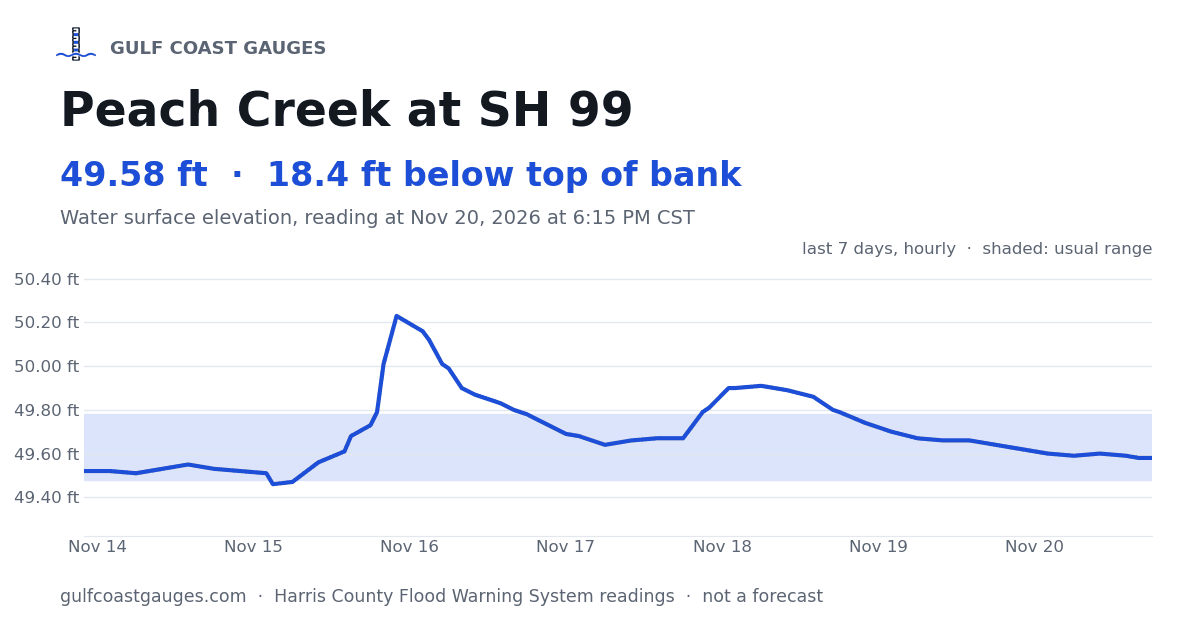 GULF COAST GAUGES
Peach Creek at SH 99
49.58 ft · 18.4 ft below top of bank
Water surface elevation, reading at Nov 20, 2026 at 6:15 PM CST
last 7 days, hourly · shaded: usual range
50.40 ft
50.20 ft
50.00 ft
49.80 ft
49.60 ft
49.40 ft
Nov 14 Nov 15 Nov 16 Nov 17 Nov 18 Nov 19 Nov 20
gulfcoastgauges.com · Harris County Flood Warning System readings · not a forecast